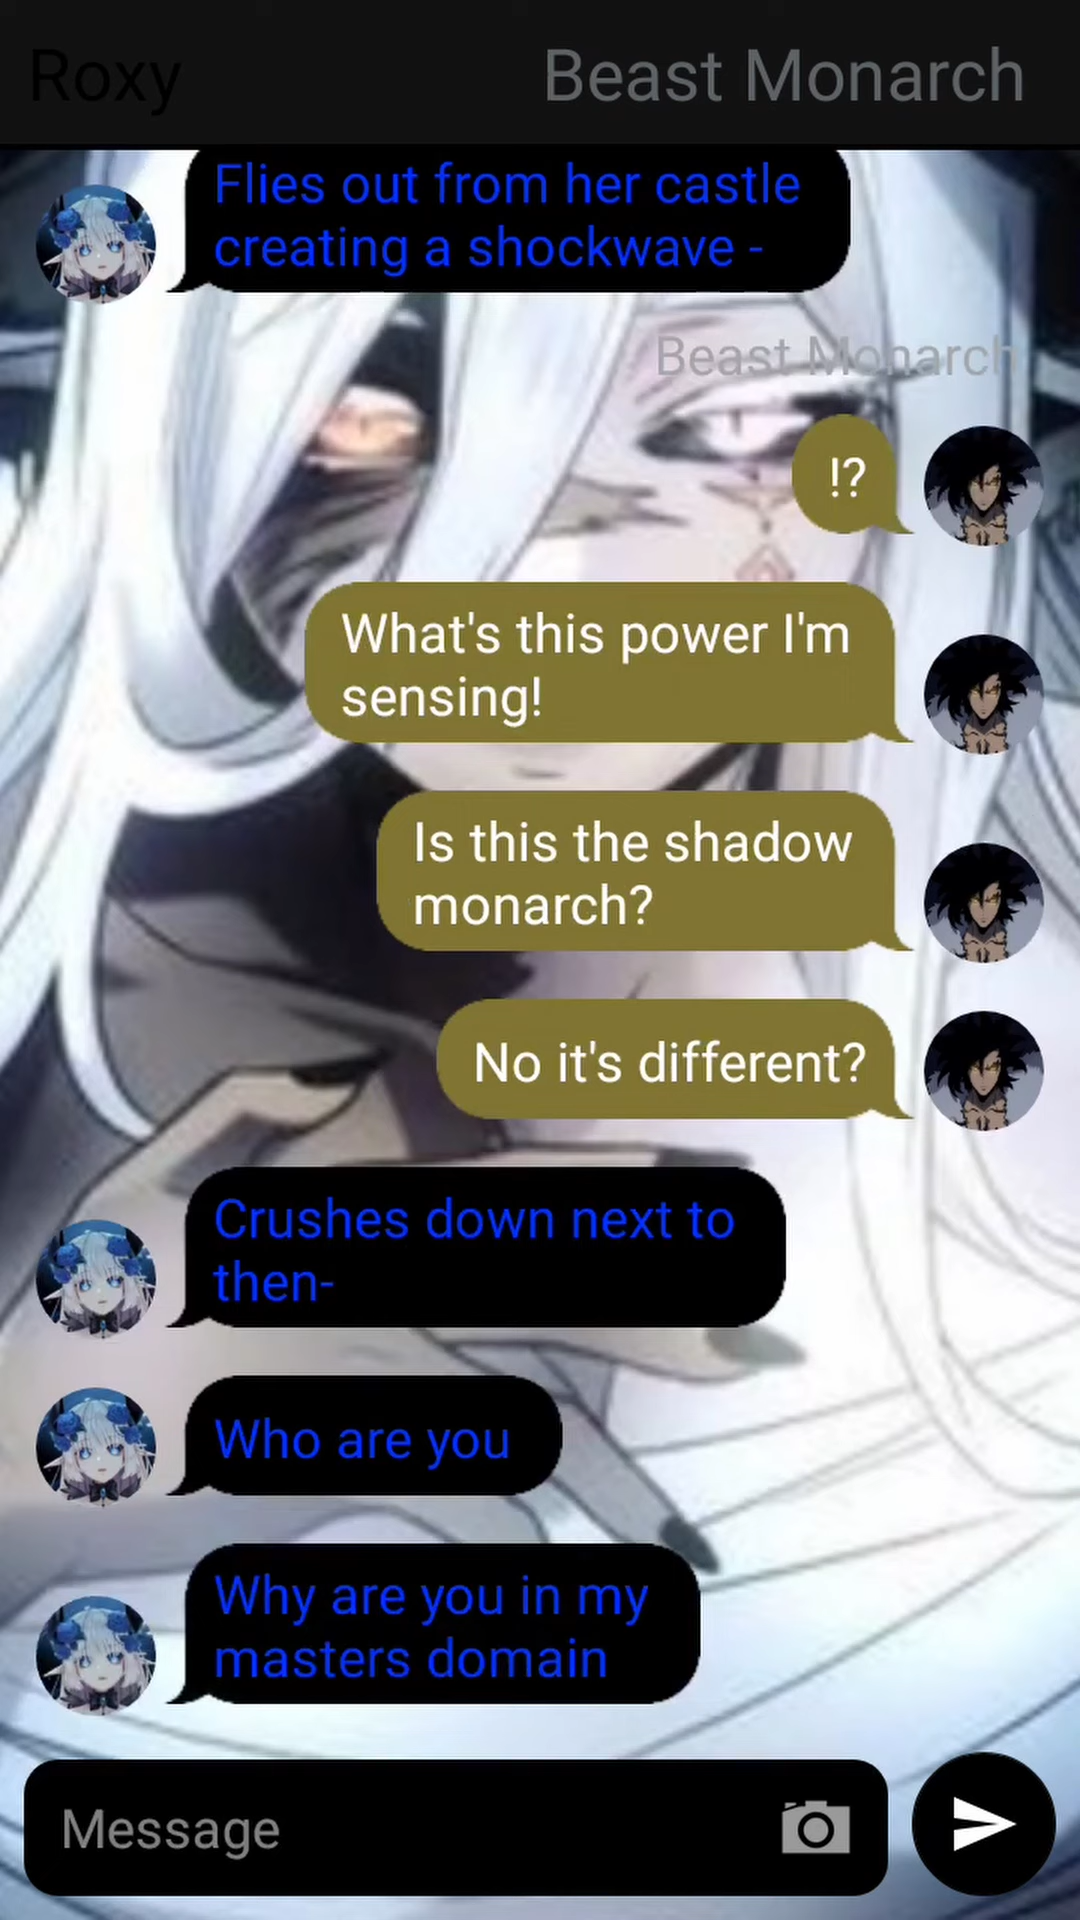 Roxy
Beast Monarch
Flies out from her castle
creating a shockwave -
Beast Monarch
!?
What's this power I'm
sensing!
Is this the shadow
monarch?
No it's different?
Crushes down next to
then-
Who are you
Why are you in my
masters domain
Message